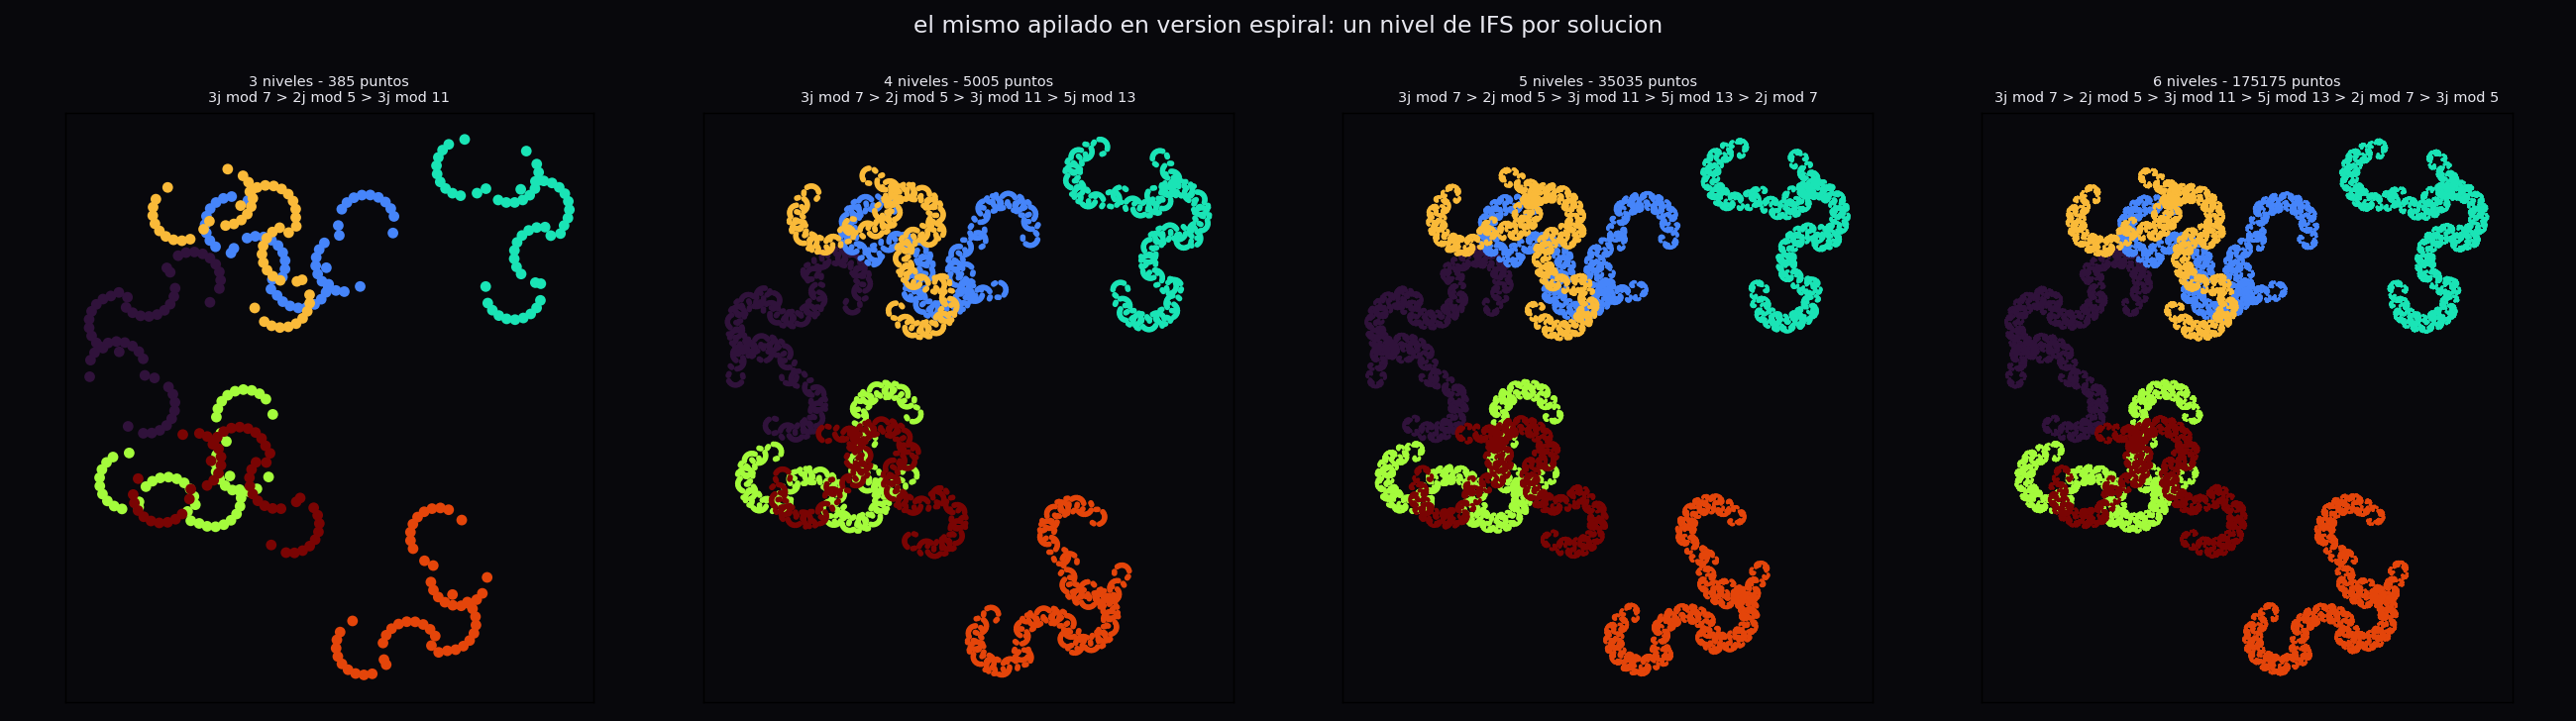 el mismo apilado en version espiral: un nivel de IFS por solucion
3 niveles - 385 puntos
3j mod 7 > 2j mod 5 > 3j mod 11
4 niveles - 5005 puntos
3j mod 7 > 2j mod 5 > 3j mod 11 > 5j mod 13
5 niveles - 35035 puntos
3j mod 7 > 2j mod 5 > 3j mod 11 > 5j mod 13 > 2j mod 7
6 niveles - 175175 puntos
3j mod 7 > 2j mod 5 > 3j mod 11 > 5j mod 13 > 2j mod 7 > 3j mod 5